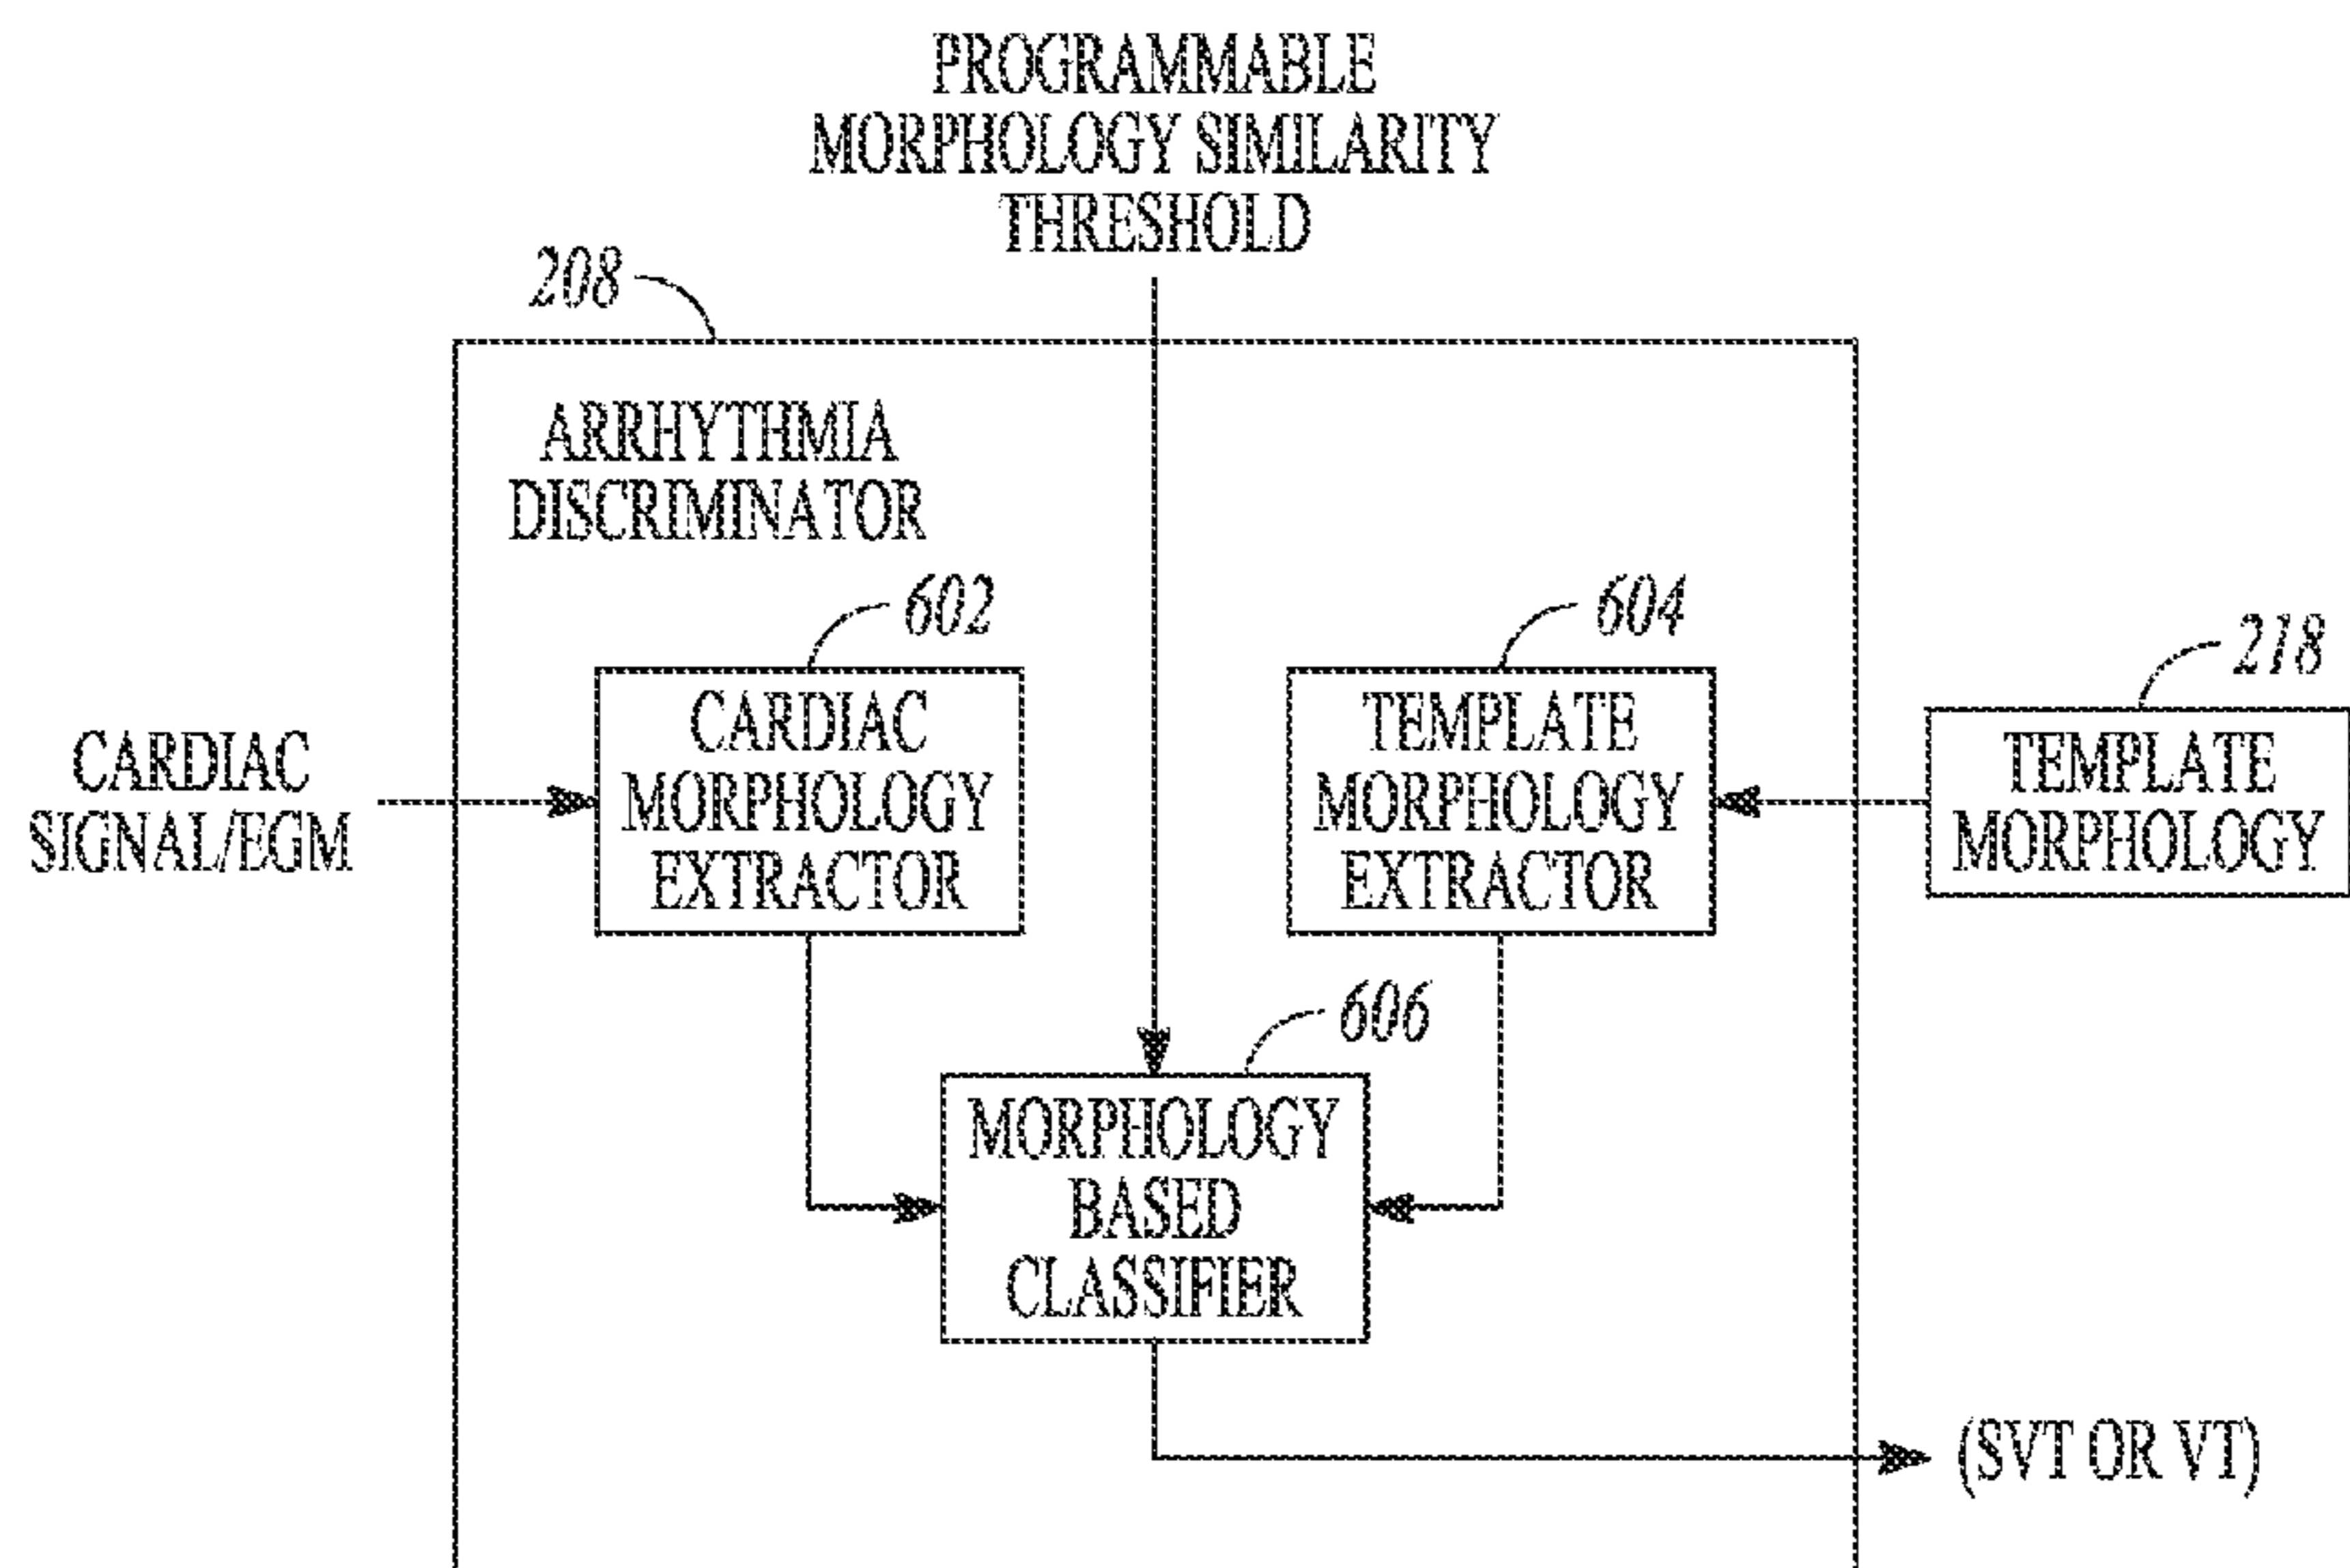 PROGRAMMABLE
MORPHOLOGY SIMILARITY
THRESHOLD
208
ARRHYTHMIA
DISCRIMINATOR
602
604
218
CARDIAC
SIGNAL/EGM
CARDIAC
MORPHOLOGY
EXTRACTOR
TEMPLATE
MORPHOLOGY
EXTRACTOR
TEMPLATE
MORPHOLOGY
606
MORPHOLOGY
BASED
CLASSIFIER
(SVT OR VT)